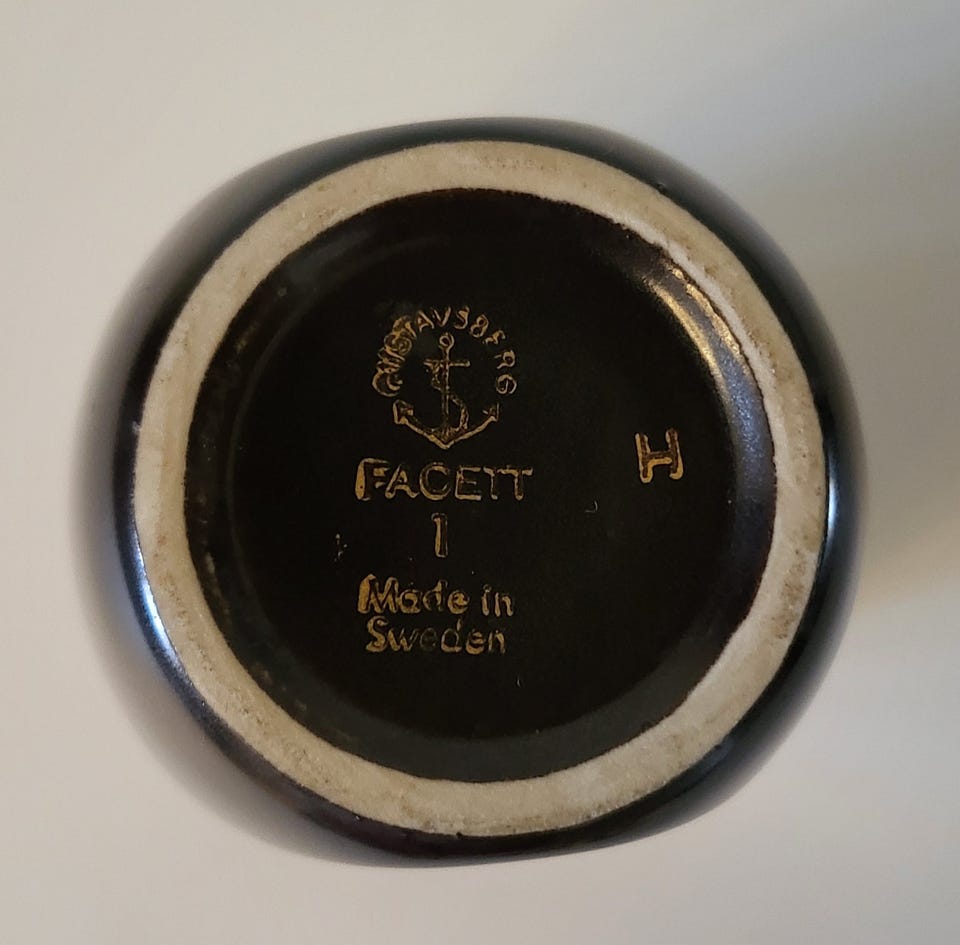 GUSTAVSBERG
FACETT
H
1
Made in
Sweden